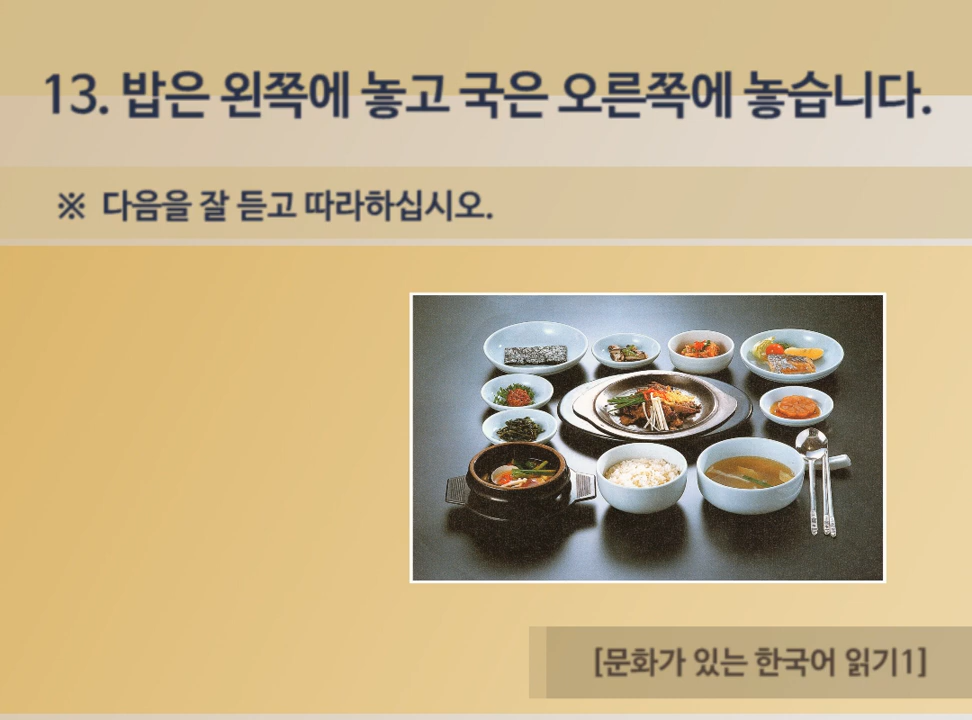 13. 밥은 왼쪽에 놓고 국은 오른쪽에 놓습니다.
※ 다음을 잘 듣고 따라하십시오.
[문화가 있는 한국어 읽기1]